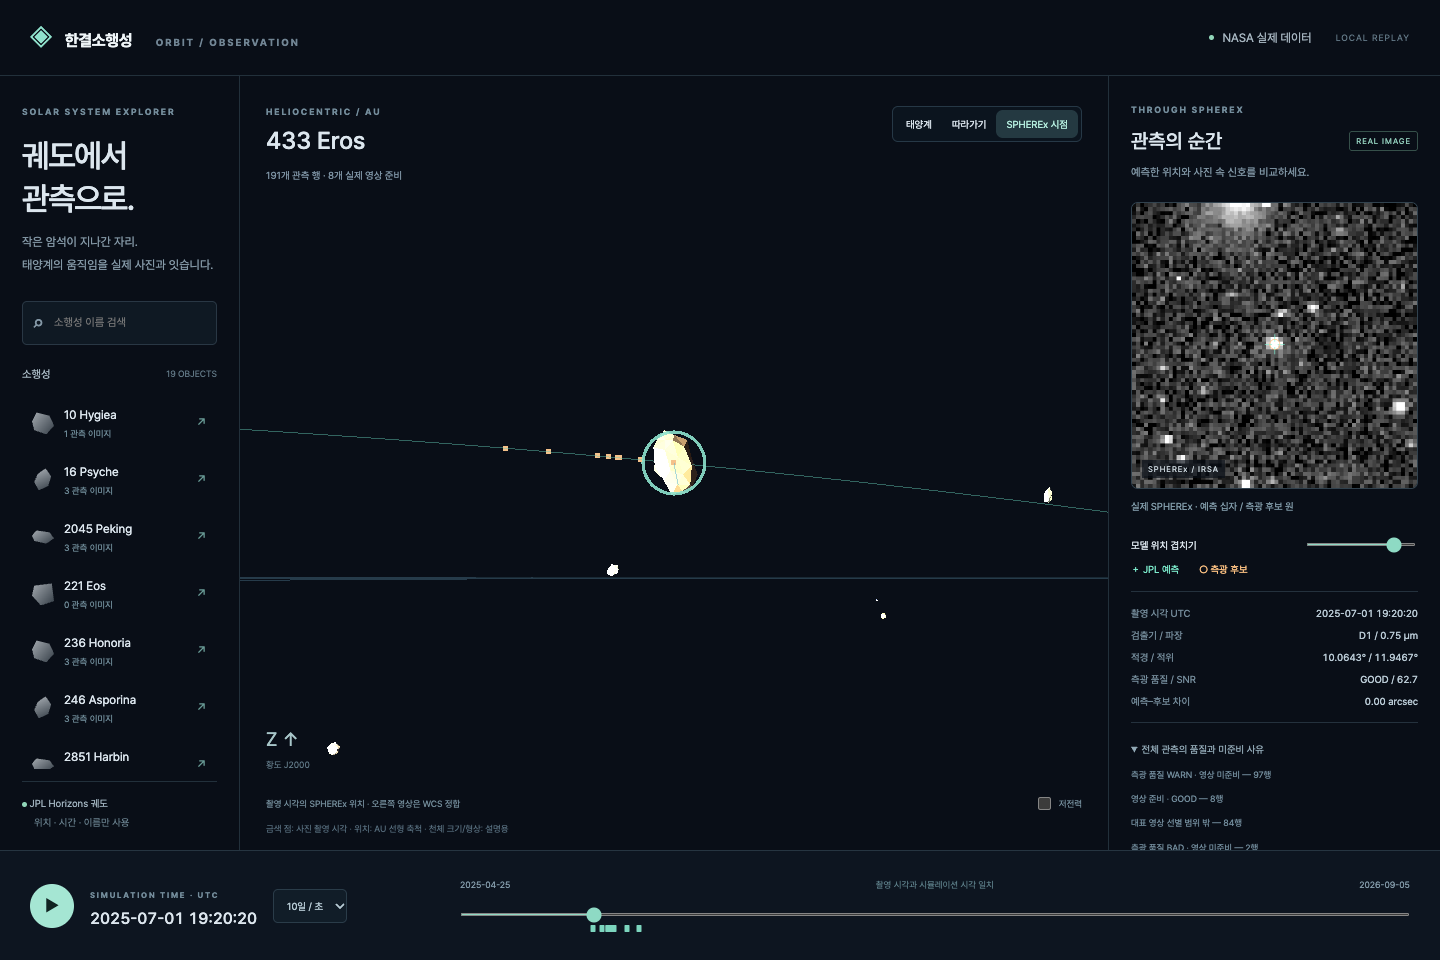 한결소행성
ORBIT / OBSERVATION
NASA 실제 데이터
LOCAL REPLAY
SOLAR SYSTEM EXPLORER
궤도에서
관측으로.
작은 암석이 지나간 자리.
태양계의 움직임을 실제 사진과 잇습니다.
소행성 이름 검색
소행성
19 OBJECTS
10 Hygiea
1 관측 이미지
16 Psyche
3 관측 이미지
2045 Peking
3 관측 이미지
221 Eos
0 관측 이미지
236 Honoria
3 관측 이미지
246 Asporina
3 관측 이미지
2851 Harbin
JPL Horizons 궤도
위치 · 시간 · 이름만 사용
HELIOCENTRIC / AU
433 Eros
191개 관측 행 · 8개 실제 영상 준비
태양계
따라가기
SPHEREx 시점
Z ↑
황도 J2000
촬영 시각의 SPHEREx 위치 · 오른쪽 영상은 WCS 정합
금색 점: 사진 촬영 시각 · 위치: AU 선형 축척 · 천체 크기/형상: 설명용
저전력
THROUGH SPHEREX
관측의 순간
REAL IMAGE
예측한 위치와 사진 속 신호를 비교하세요.
SPHEREx / IRSA
실제 SPHEREx · 예측 십자 / 측광 후보 원
모델 위치 겹치기
+ JPL 예측
측광 후보
촬영 시각 UTC
2025-07-01 19:20:20
검출기 / 파장
D1 / 0.75 µm
적경 / 적위
10.0643° / 11.9467°
측광 품질 / SNR
GOOD / 62.7
예측–후보 차이
0.00 arcsec
▼ 전체 관측의 품질과 미준비 사유
측광 품질 WARN · 영상 미준비 — 97행
영상 준비 · GOOD — 8행
대표 영상 선별 범위 밖 — 84행
측광 품질 BAD · 영상 미준비 — 2행
SIMULATION TIME · UTC
2025-07-01 19:20:20
10일 / 초
2025-04-25
촬영 시각과 시뮬레이션 시각 일치
2026-09-05